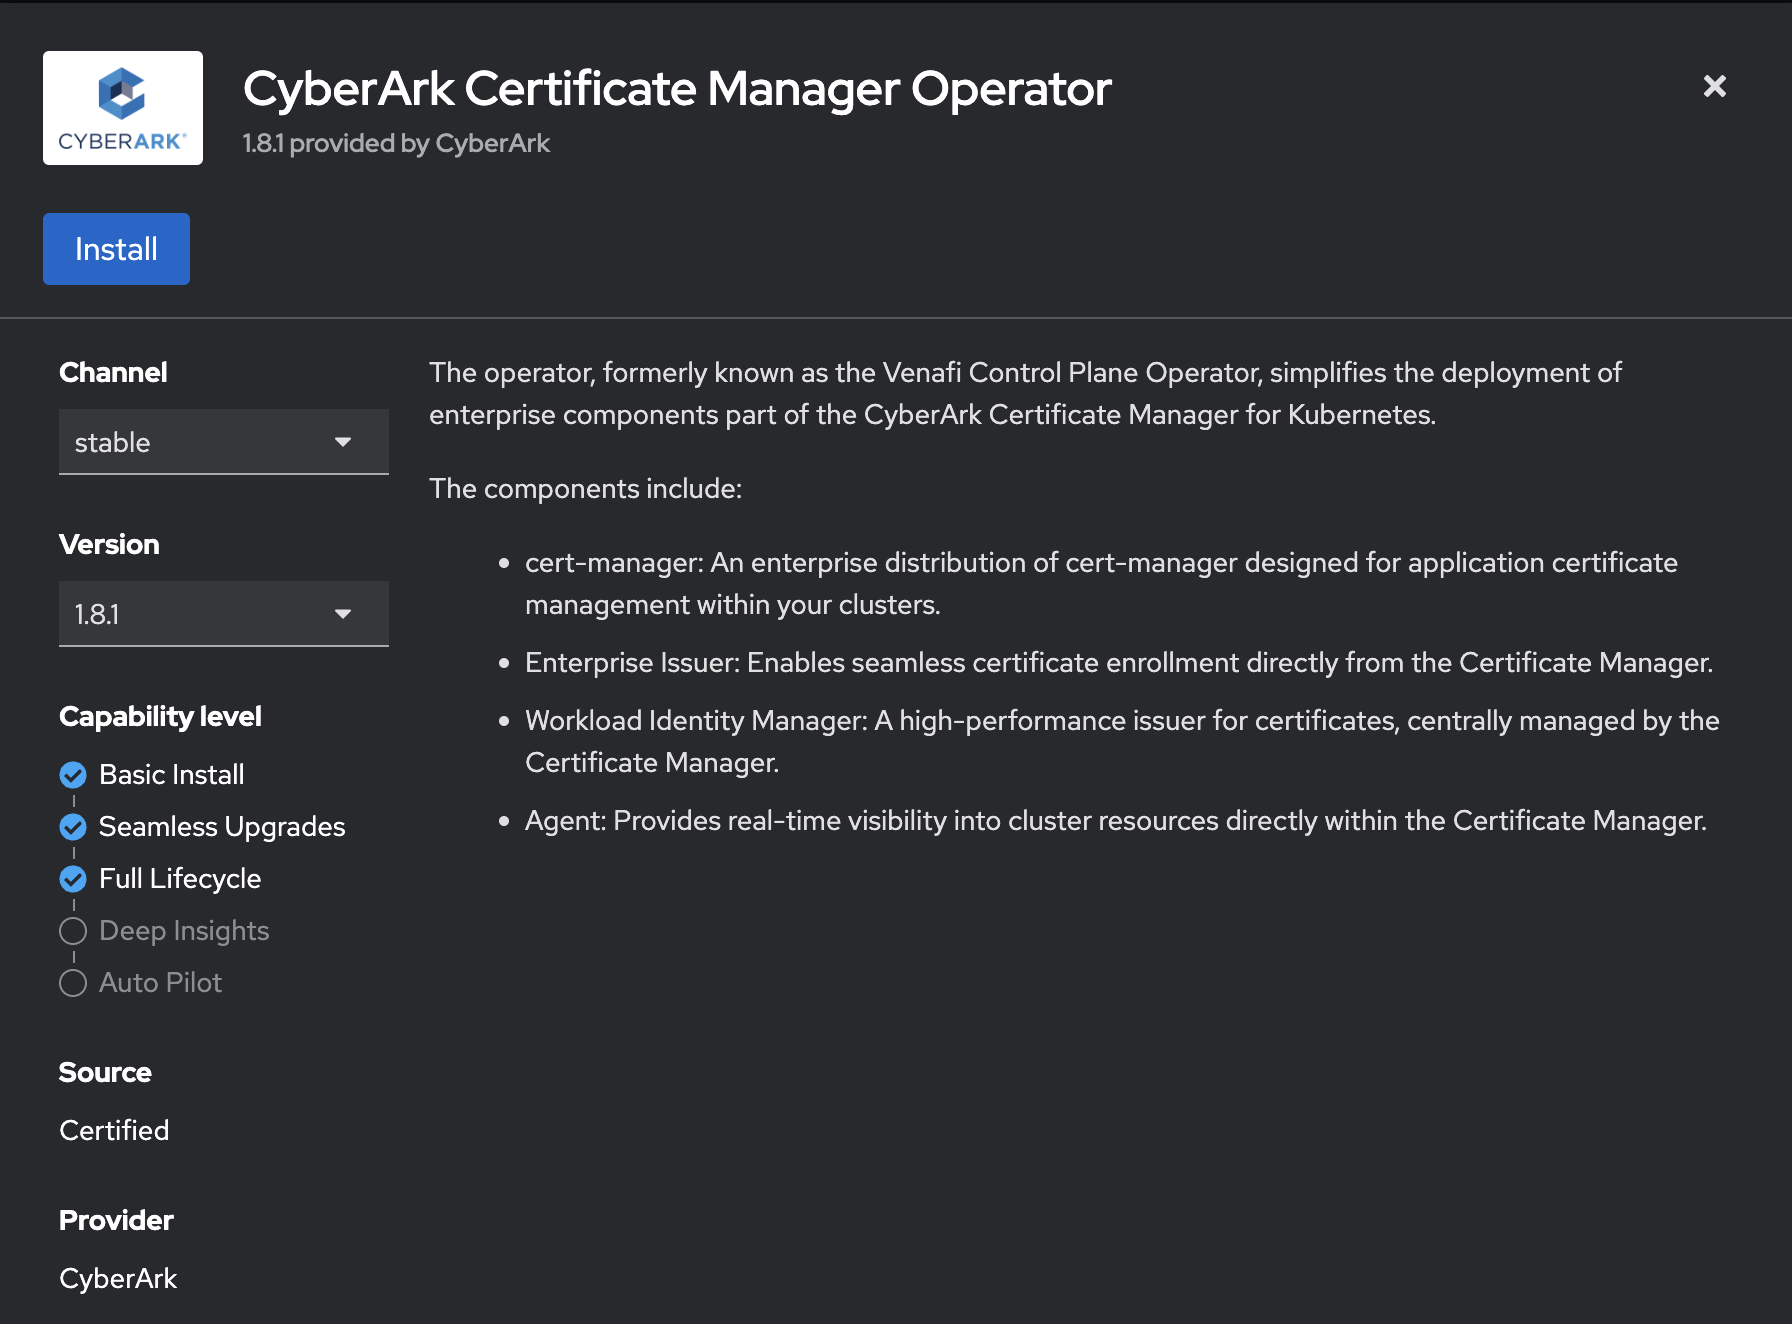 CYBERARK®
CyberArk Certificate Manager Operator
1.8.1 provided by CyberArk
Install
Channel
stable
Version
1.8.1
Capability level
Basic Install
Seamless Upgrades
Full Lifecycle
Deep Insights
Auto Pilot
Source
Certified
Provider
CyberArk
The operator, formerly known as the Venafi Control Plane Operator, simplifies the deployment of
enterprise components part of the CyberArk Certificate Manager for Kubernetes.
The components include:
• cert-manager: An enterprise distribution of cert-manager designed for application certificate
management within your clusters.
• Enterprise Issuer: Enables seamless certificate enrollment directly from the Certificate Manager.
• Workload Identity Manager: A high-performance issuer for certificates, centrally managed by the
Certificate Manager.
• Agent: Provides real-time visibility into cluster resources directly within the Certificate Manager.